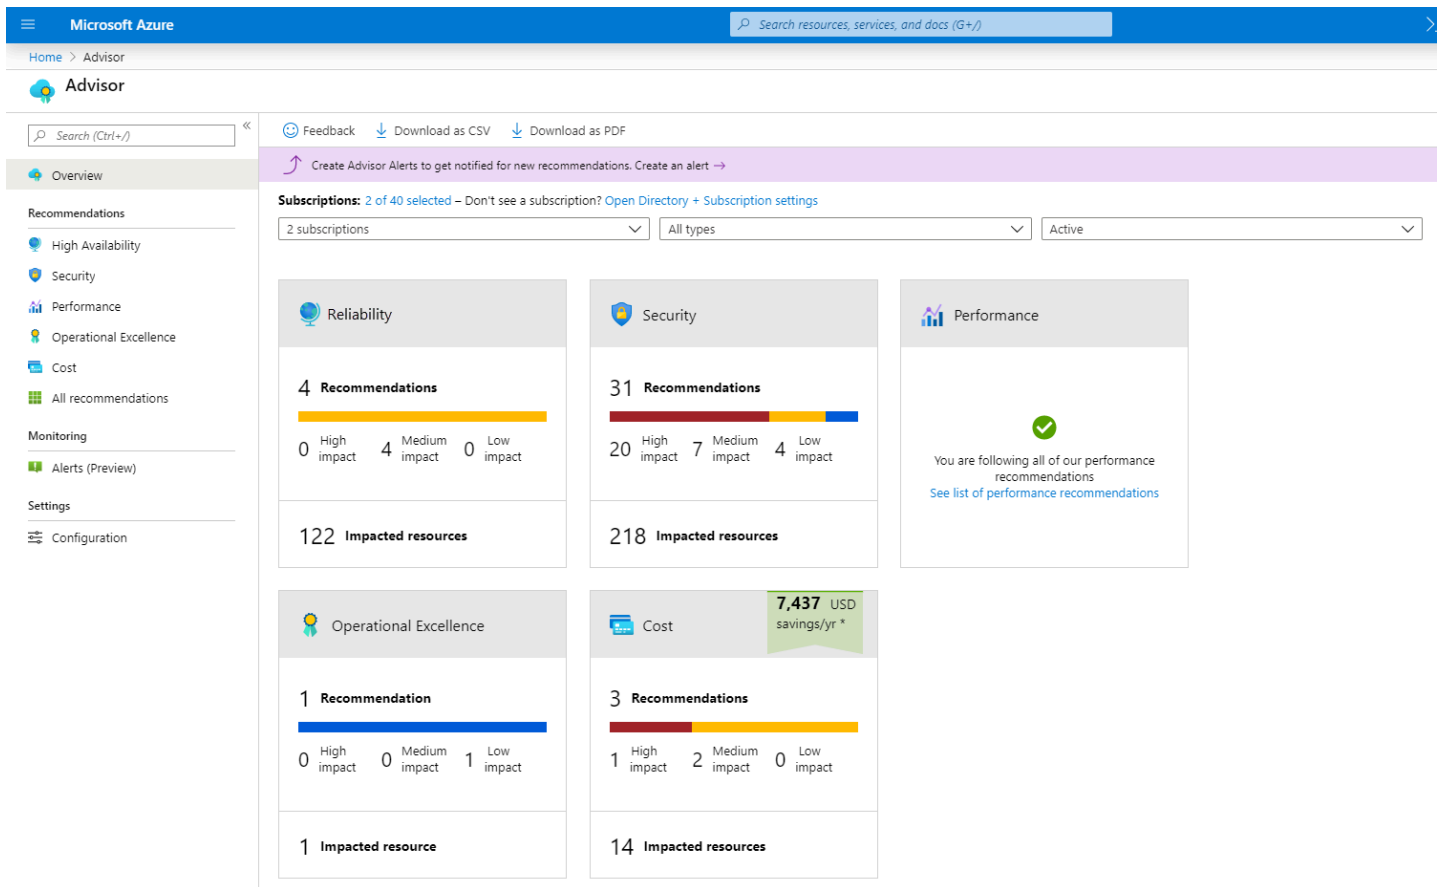 Microsoft Azure
Search resources, services, and docs (G+/)
Home > Advisor
Advisor
Search (Ctrl+/)
«
Overview
Recommendations
High Availability
Security
Performance
Operational Excellence
Cost
All recommendations
Monitoring
Alerts (Preview)
Settings
Configuration
Feedback
Download as CSV
Download as PDF
Create Advisor Alerts to get notified for new recommendations. Create an alert →
Subscriptions: 2 of 40 selected – Don't see a subscription? Open Directory + Subscription settings
2 subscriptions
All types
Active
Reliability
4 Recommendations
0 High impact
4 Medium impact
0 Low impact
122 Impacted resources
Security
31 Recommendations
20 High impact
7 Medium impact
4 Low impact
218 Impacted resources
Performance
You are following all of our performance
recommendations
See list of performance recommendations
Operational Excellence
1 Recommendation
0 High impact
0 Medium impact
1 Low impact
1 Impacted resource
Cost
7,437 USD
savings/yr *
3 Recommendations
1 High impact
2 Medium impact
0 Low impact
14 Impacted resources